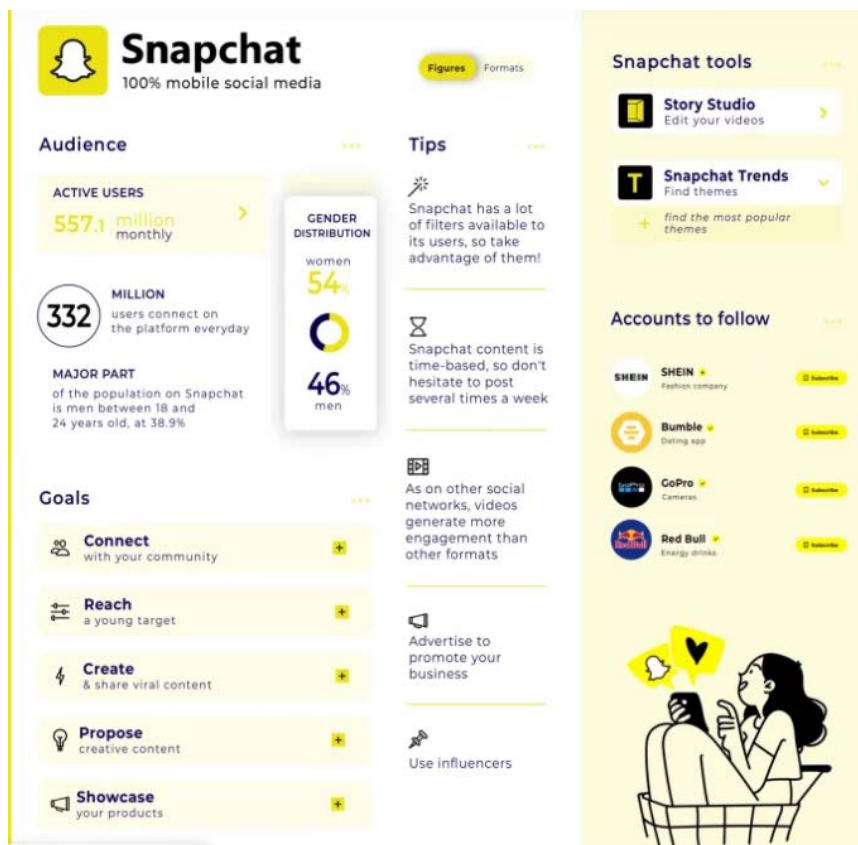 Snapchat
100% mobile social media
Figures Formats
Audience
ACTIVE USERS
557.1 million
monthly
332
MILLION
users connect on
the platform everyday
MAJOR PART
of the population on Snapchat
is men between 18 and
24 years old, at 38.9%
GENDER
DISTRIBUTION
women
54%
46%
men
Goals
Connect
with your community
Reach
a young target
Create
& share viral content
Propose
creative content
Showcase
your products
Tips
Snapchat has a lot
of filters available to
its users, so take
advantage of them!
Snapchat content is
time-based, so don't
hesitate to post
several times a week
As on other social
networks, videos
generate more
engagement than
other formats
Advertise to
promote your
business
Use influencers
Snapchat tools
Story Studio
Edit your videos
T
Snapchat Trends
Find themes
+ find the most popular
themes
Accounts to follow
SHEIN
SHEIN
Fashion company
Subscribe
Bumble
Dating app
Subscribe
GoPro
GoPro
Cameras
Subscribe
RedBull
Red Bull
Energy drinks
Subscribe